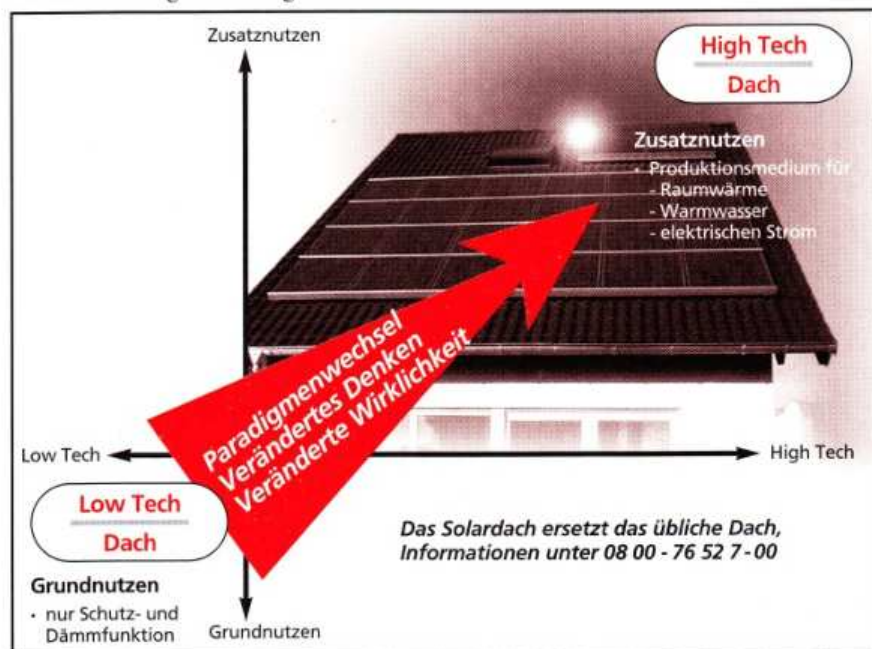 Zusatznutzen
High Tech
Dach
Zusatznutzen
• Produktionsmedium für
- Raumwärme
- Warmwasser
- elektrischen Strom
Paradigmenwechsel
Verändertes Denken
Veränderte Wirklichkeit
Low Tech
High Tech
Low Tech
Dach
Das Solardach ersetzt das übliche Dach,
Informationen unter 08 00 - 76 52 7 - 00
Grundnutzen
• nur Schutz- und
Dämmfunktion
Grundnutzen